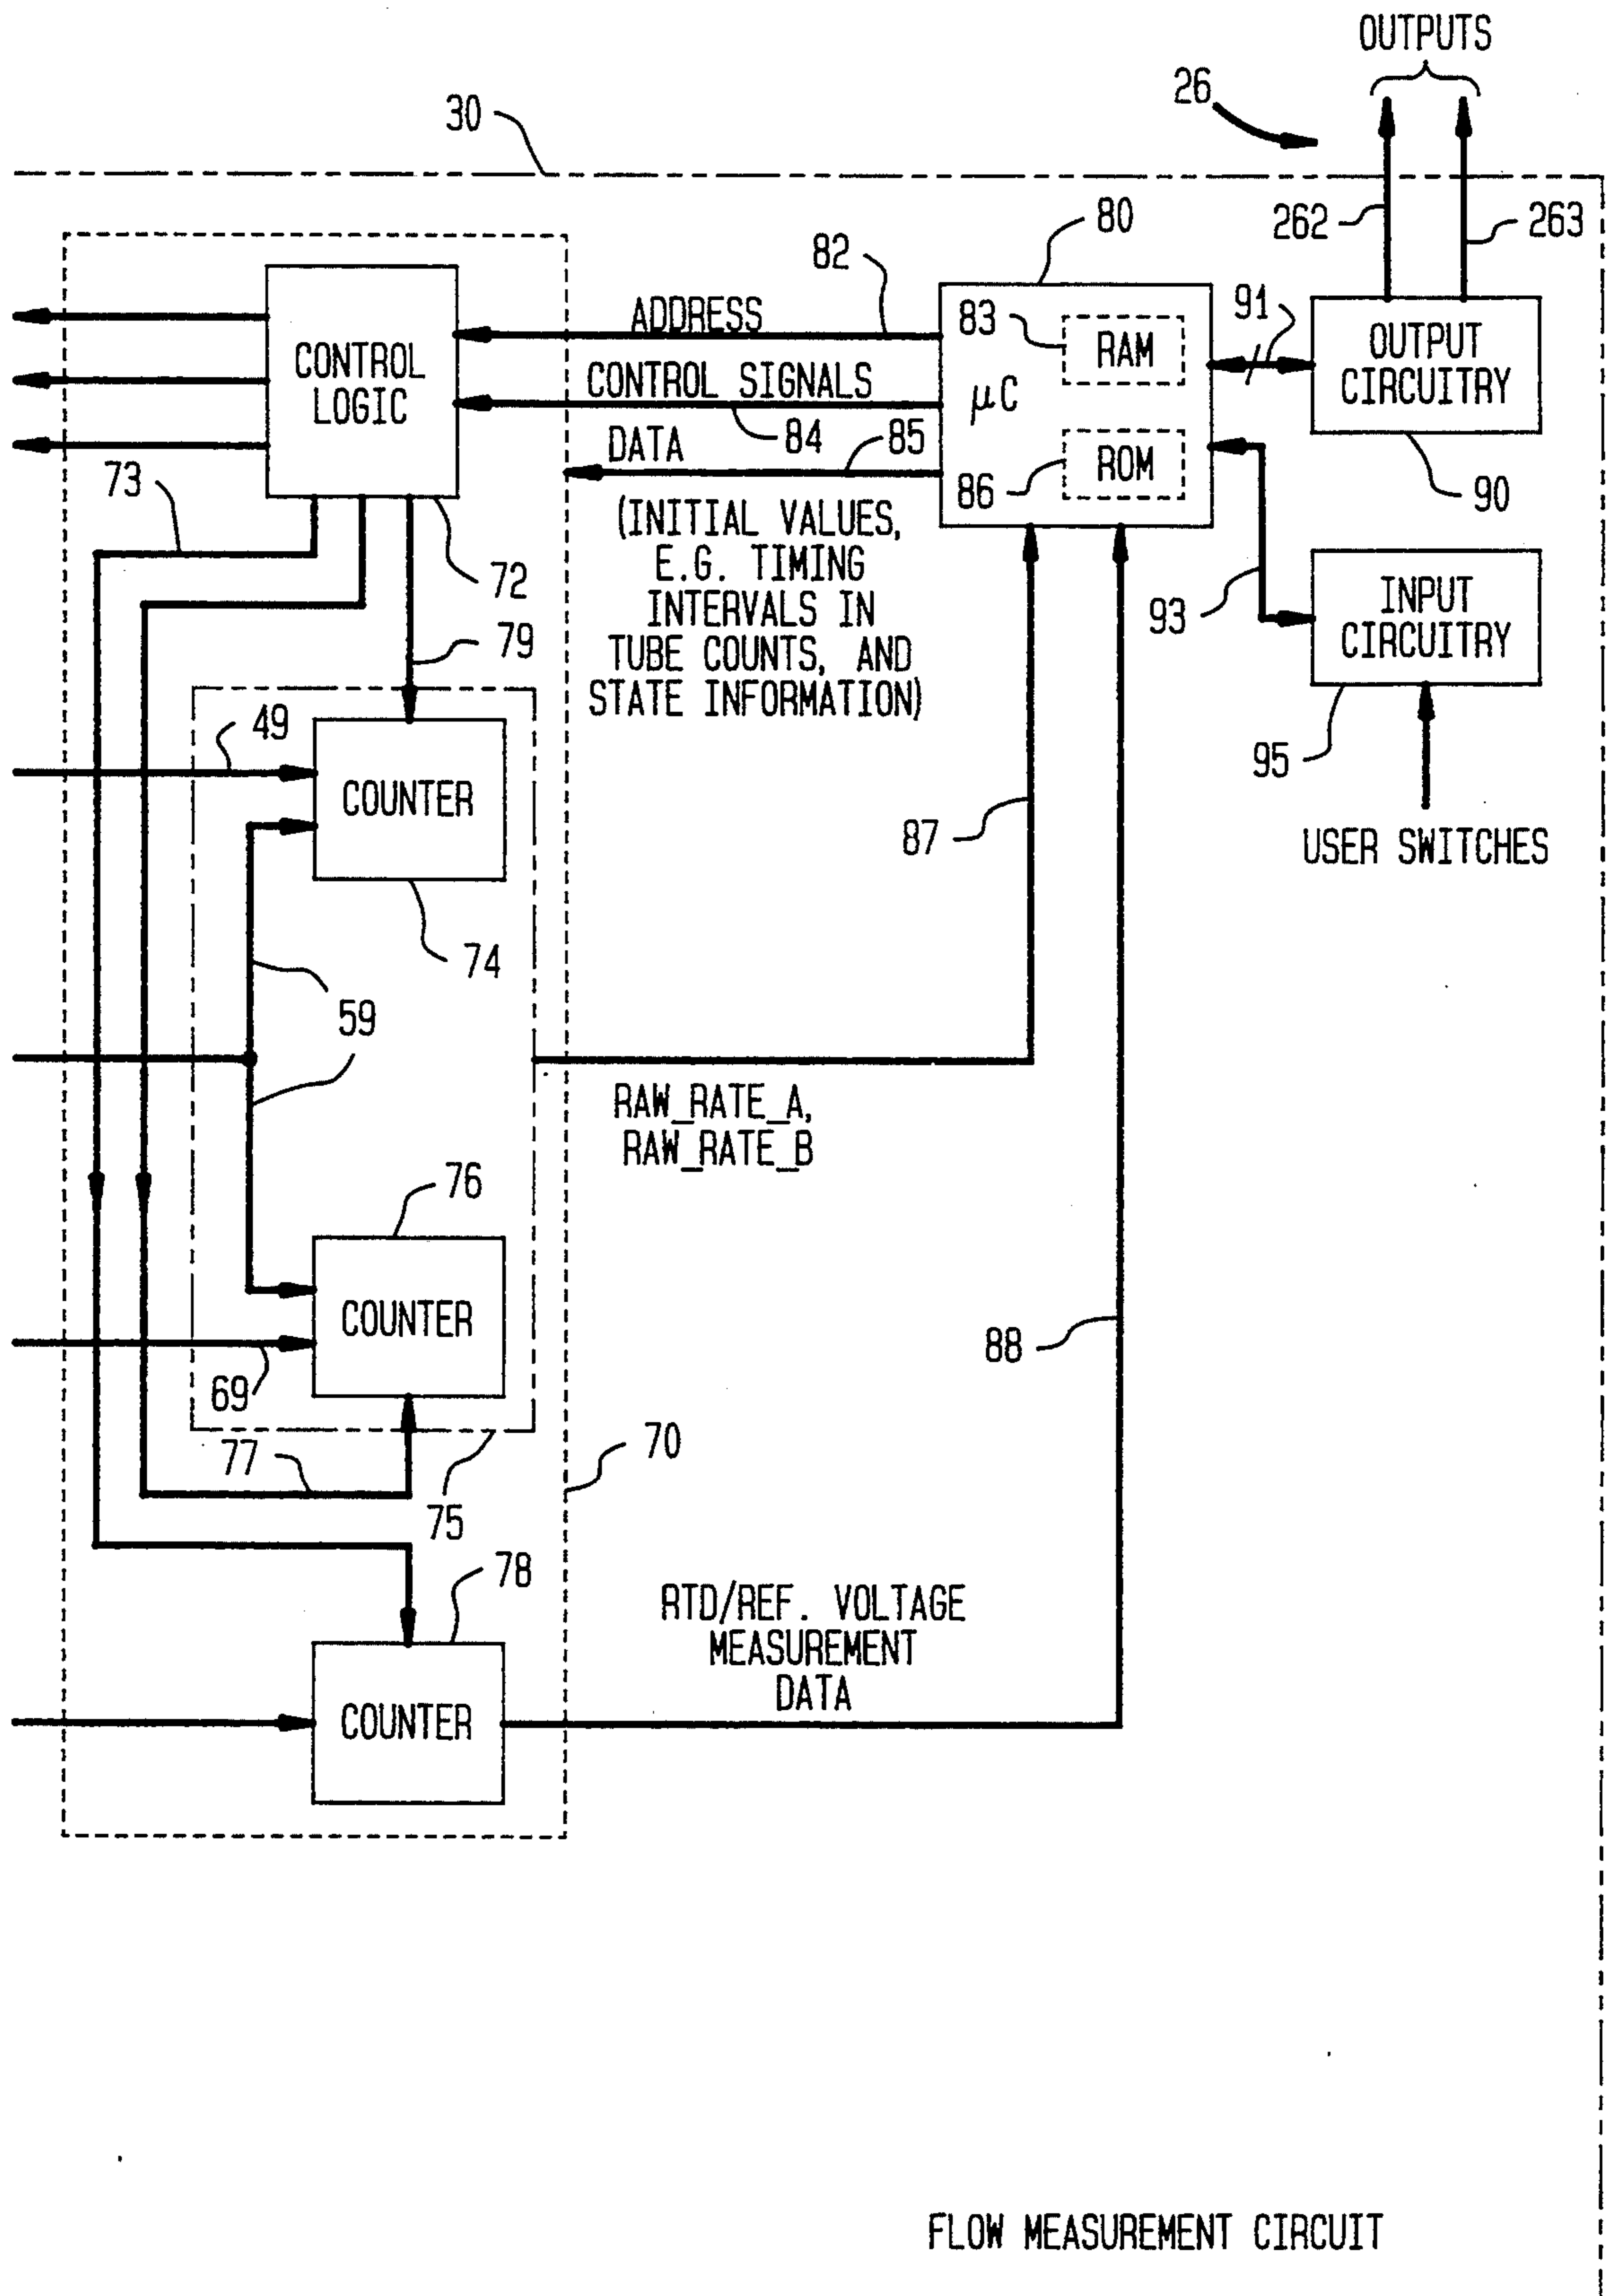 OUTPUTS
26
30
262
263
80
82
83
RAM
μC
86
ROM
91
OUTPUT
CIRCUITRY
90
CONTROL
LOGIC
ADDRESS
CONTROL SIGNALS
84
DATA
85
(INITIAL VALUES,
E.G. TIMING
INTERVALS IN
TUBE COUNTS, AND
STATE INFORMATION)
73
72
79
93
INPUT
CIRCUITRY
95
USER SWITCHES
49
COUNTER
74
87
59
RAW_RATE_A,
RAW_RATE_B
76
COUNTER
69
88
77
75
70
78
COUNTER
RTD/REF. VOLTAGE
MEASUREMENT
DATA
FLOW MEASUREMENT CIRCUIT